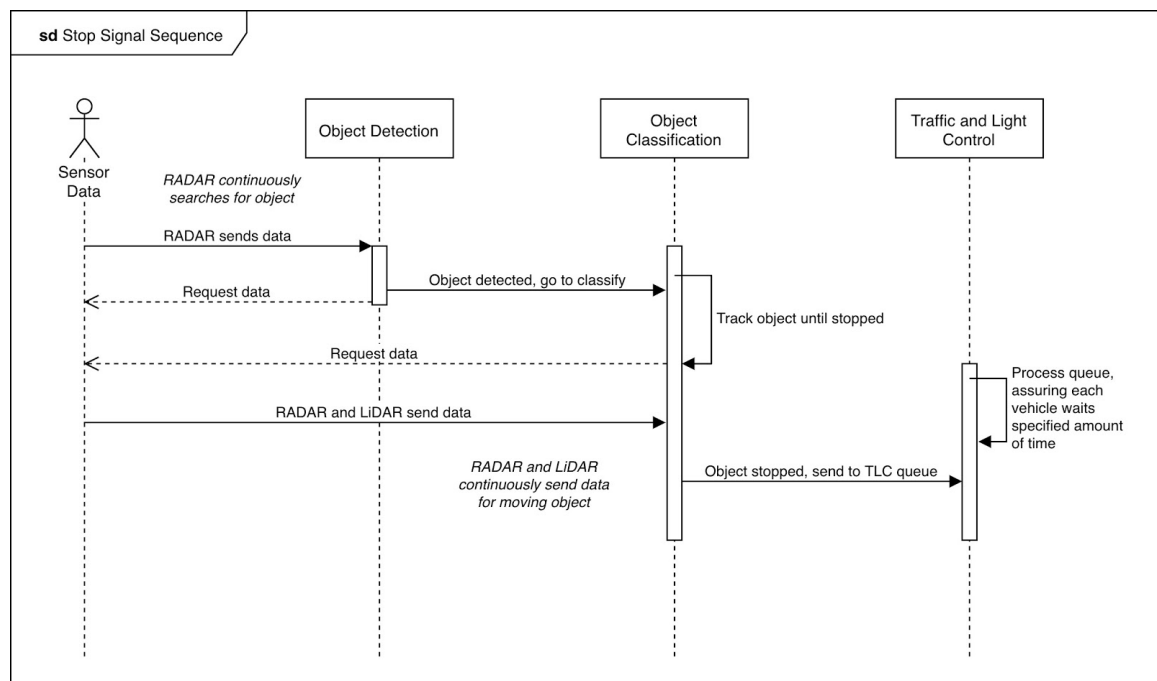 sd Stop Signal Sequence
Sensor
Data
Object Detection
Object
Classification
Traffic and Light
Control
RADAR continuously
searches for object
RADAR sends data
Object detected, go to classify
Request data
Track object until stopped
Request data
Process queue,
assuring each
vehicle waits
specified amount
of time
RADAR and LiDAR send data
RADAR and LiDAR
continuously send data
for moving object
Object stopped, send to TLC queue